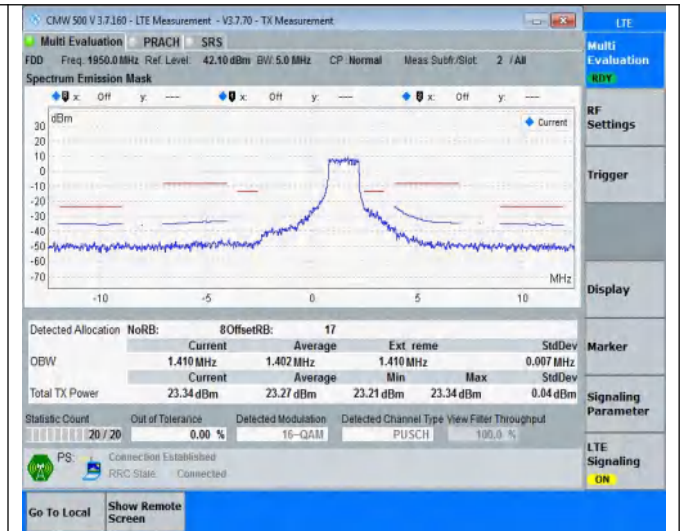 CMW 500 V 3.7.160 - LTE Measurement - V3.7.70 - TX Measurement
LTE
Multi Evaluation PRACH SRS
FDD Freq: 1950.0 MHz Ref. Level: 42.10 dBm BW: 5.0 MHz CP: Normal Meas Subfr./Slot: 2 / All
Spectrum Emission Mask
x: Off y: --- x: Off y: --- x: Off y: ---
dBm
Current
30
20
10
0
-10
-20
-30
-40
-50
-60
-70
MHz
-10 -5 0 5 10
Detected Allocation NoRB: 8 OffsetRB: 17
Current Average Ext reme StdDev
OBW 1.410 MHz 1.402 MHz 1.410 MHz 0.007 MHz
Current Average Min Max StdDev
Total TX Power 23.34 dBm 23.27 dBm 23.21 dBm 23.34 dBm 0.04 dBm
Statistic Count Out of Tolerance Detected Modulation Detected Channel Type View Filter Throughput
20 / 20 0.00 % 16-QAM PUSCH 100.0 %
PS: Connection Established
RRC State: Connected
Multi
Evaluation
RDY
RF
Settings
Trigger
Display
Marker
Signaling
Parameter
LTE
Signaling
ON
Go To Local
Show Remote
Screen